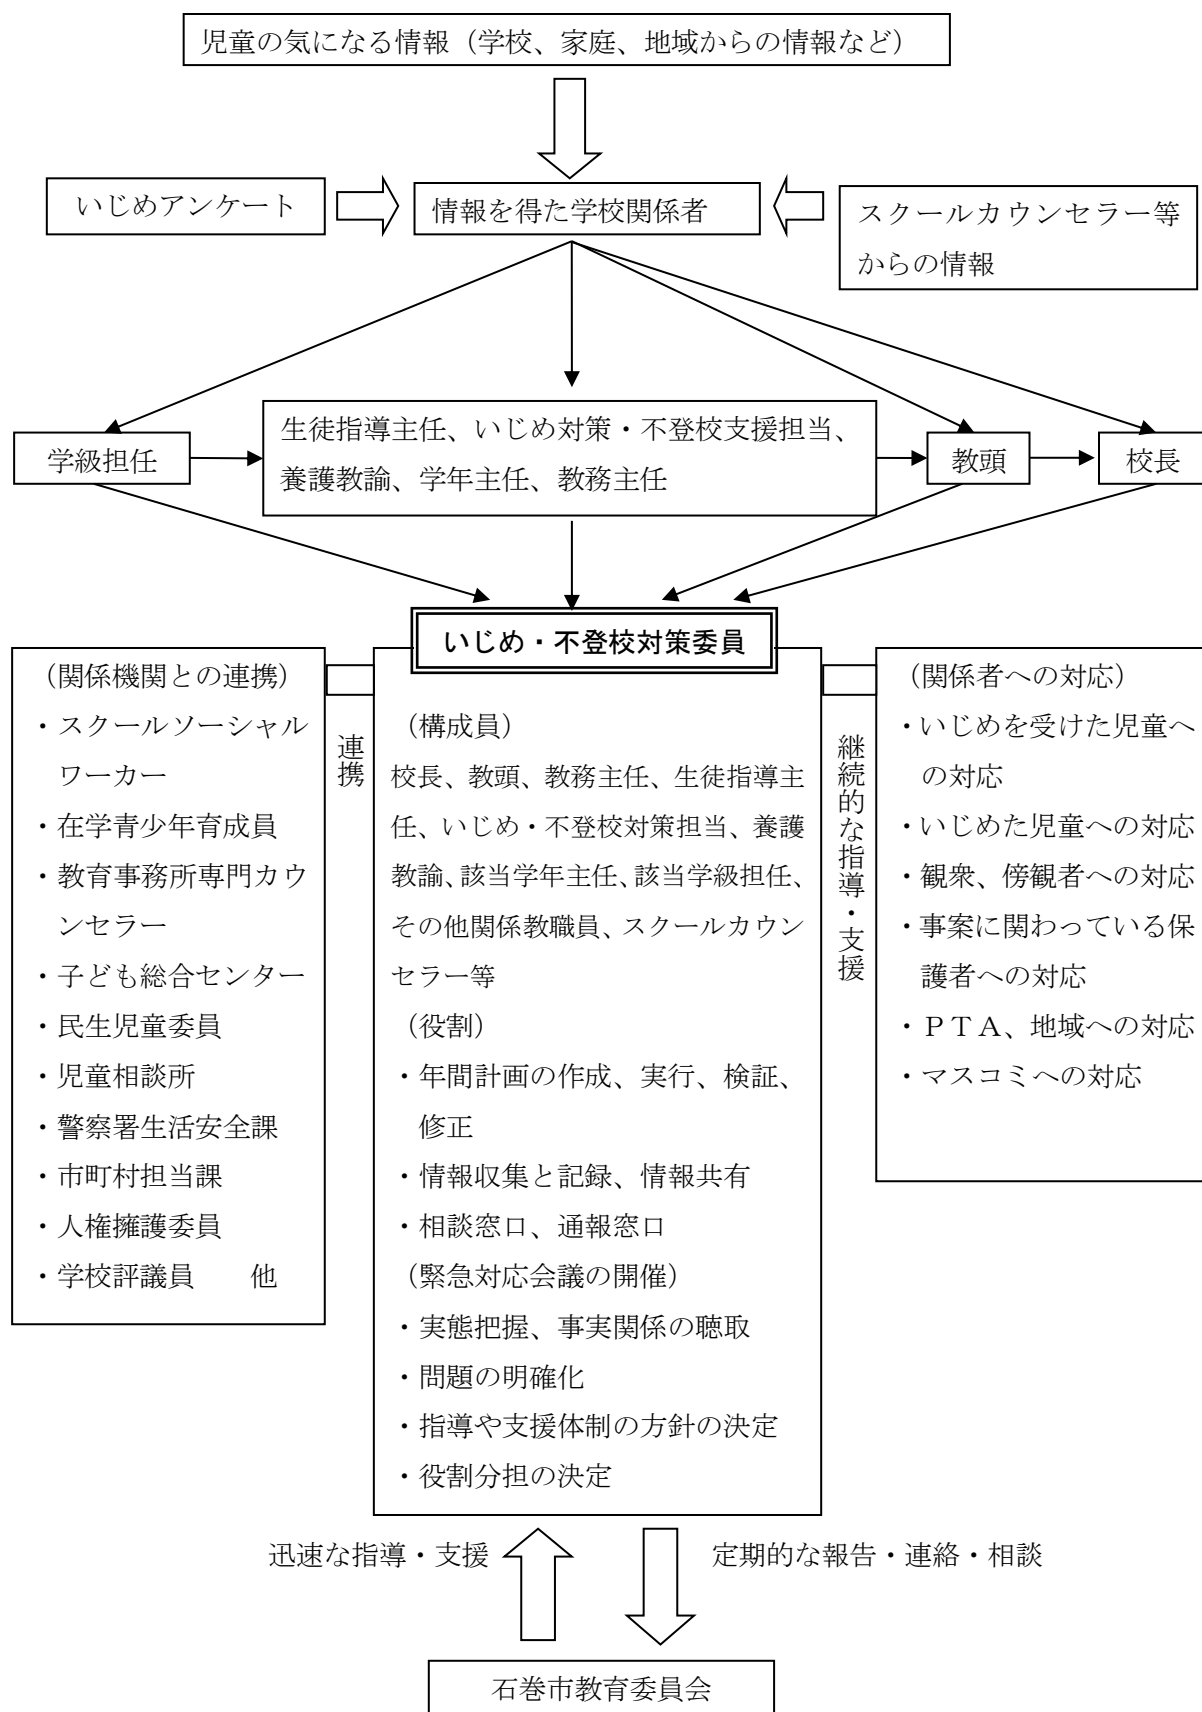 児童の気になる情報（学校、家庭、地域からの情報など）
いじめアンケート
情報を得た学校関係者
スクールカウンセラー等
からの情報
学級担任
生徒指導主任、いじめ対策・不登校支援担当、
養護教諭、学年主任、教務主任
教頭
校長
いじめ・不登校対策委員
（関係機関との連携）
・スクールソーシャル
ワーカー
・在学青少年育成員
・教育事務所専門カウ
ンセラー
・子ども総合センター
・民生児童委員
・児童相談所
・警察署生活安全課
・市町村担当課
・人権擁護委員
・学校評議員　　他
連携
（構成員）
校長、教頭、教務主任、生徒指導主
任、いじめ・不登校対策担当、養護
教諭、該当学年主任、該当学級担任、
その他関係教職員、スクールカウン
セラー等
（役割）
・年間計画の作成、実行、検証、
修正
・情報収集と記録、情報共有
・相談窓口、通報窓口
（緊急対応会議の開催）
・実態把握、事実関係の聴取
・問題の明確化
・指導や支援体制の方針の決定
・役割分担の決定
継続的な指導・支援
（関係者への対応）
・いじめを受けた児童へ
の対応
・いじめた児童への対応
・観衆、傍観者への対応
・事案に関わっている保
護者への対応
・ＰＴＡ、地域への対応
・マスコミへの対応
迅速な指導・支援
定期的な報告・連絡・相談
石巻市教育委員会